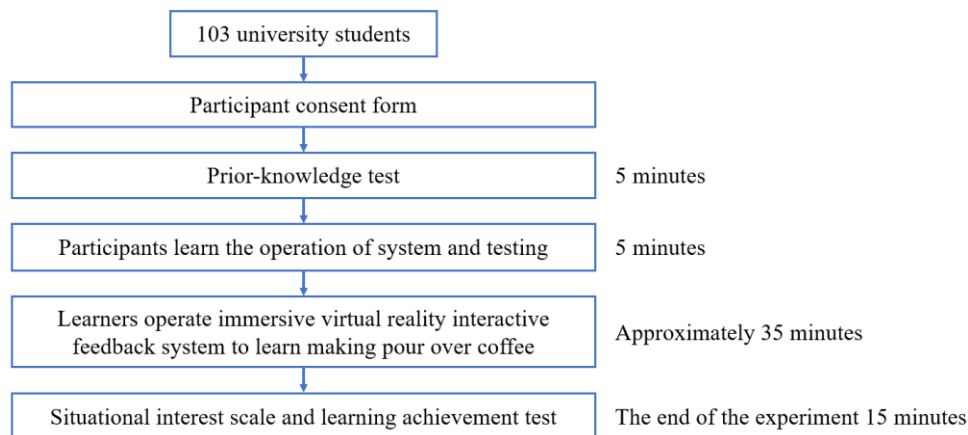 103 university students
Participant consent form
Prior-knowledge test
5 minutes
Participants learn the operation of system and testing
5 minutes
Learners operate immersive virtual reality interactive
feedback system to learn making pour over coffee
Approximately 35 minutes
Situational interest scale and learning achievement test
The end of the experiment 15 minutes